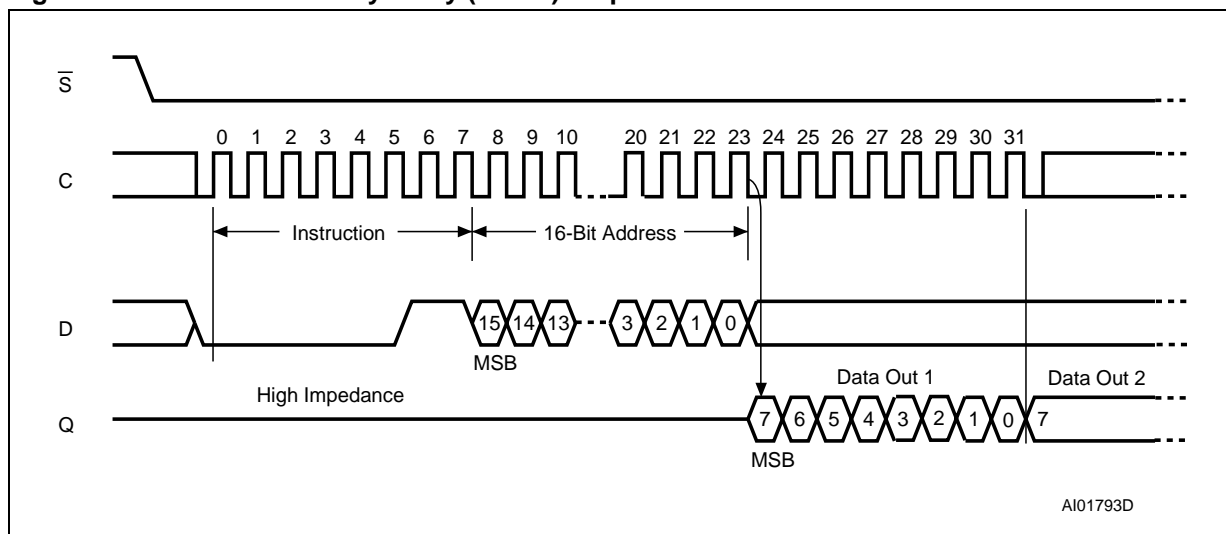 S
0 1 2 3 4 5 6 7 8 9 10 20 21 22 23 24 25 26 27 28 29 30 31
C
Instruction 16-Bit Address
D 15 14 13 3 2 1 0
MSB
High Impedance Data Out 1 Data Out 2
Q 7 6 5 4 3 2 1 0 7
MSB
AI01793D